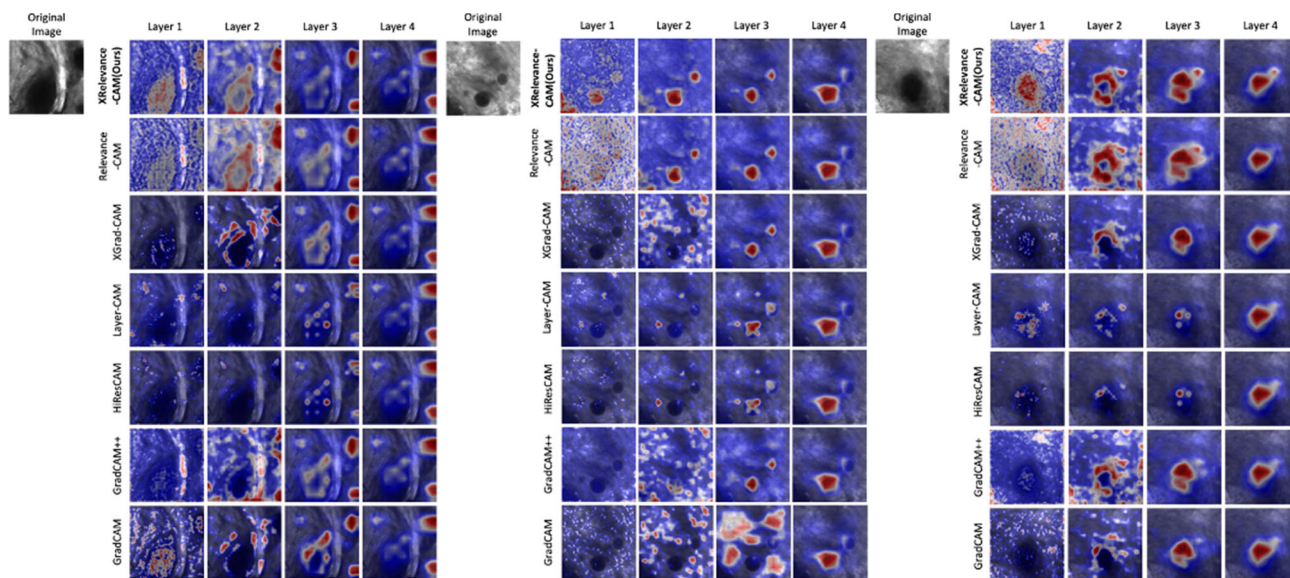 Original
Image
Layer 1
Layer 2
Layer 3
Layer 4
XRelevance
-CAM(Ours)
Relevance
-CAM
XGrad-CAM
Layer-CAM
HiResCAM
GradCAM++
GradCAM
Original
Image
Layer 1
Layer 2
Layer 3
Layer 4
XRelevance-
CAM(Ours)
Relevance
-CAM
XGrad-CAM
Layer-CAM
HiResCAM
GradCAM++
GradCAM
Original
Image
Layer 1
Layer 2
Layer 3
Layer 4
XRelevance
-CAM(Ours)
Relevance
-CAM
XGrad-CAM
Layer-CAM
HiResCAM
GradCAM++
GradCAM